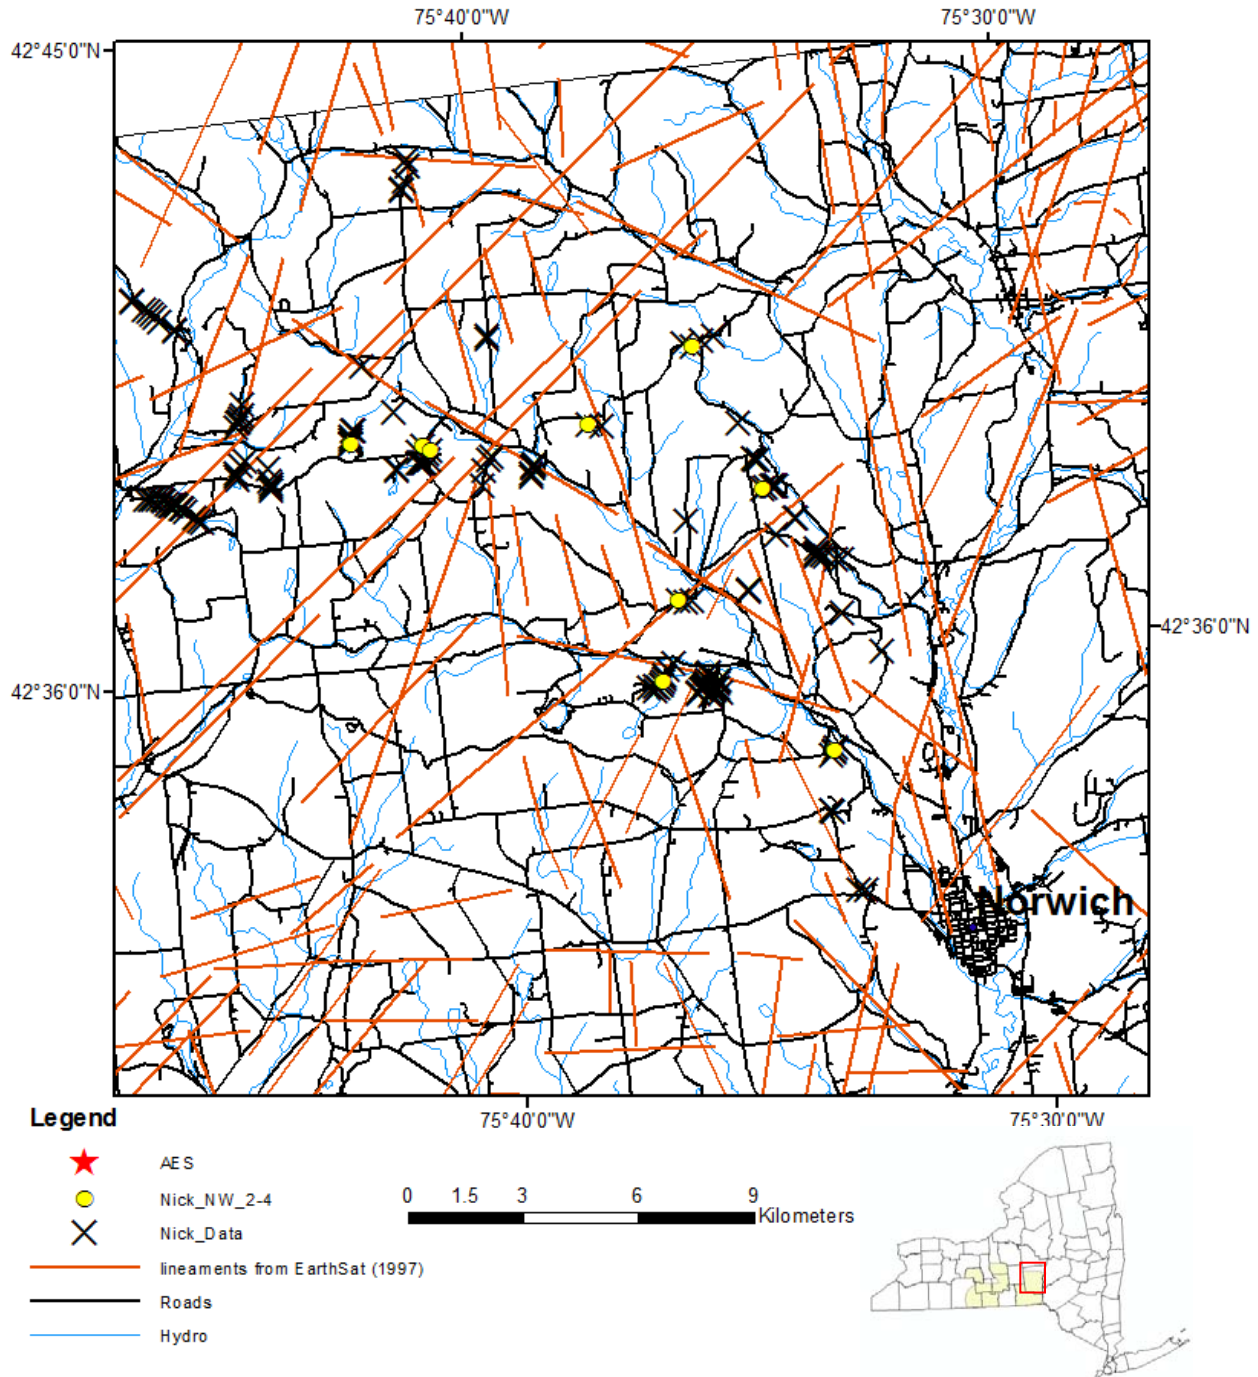 75°40'0"W 75°30'0"W
42°45'0"N
42°36'0"N
42°36'0"N
Norwich
75°40'0"W 75°30'0"W
Legend
AES
Nick_NW_2-4
Nick_Data
lineaments from EarthSat (1997)
Roads
Hydro
0 1.5 3 6 9
Kilometers